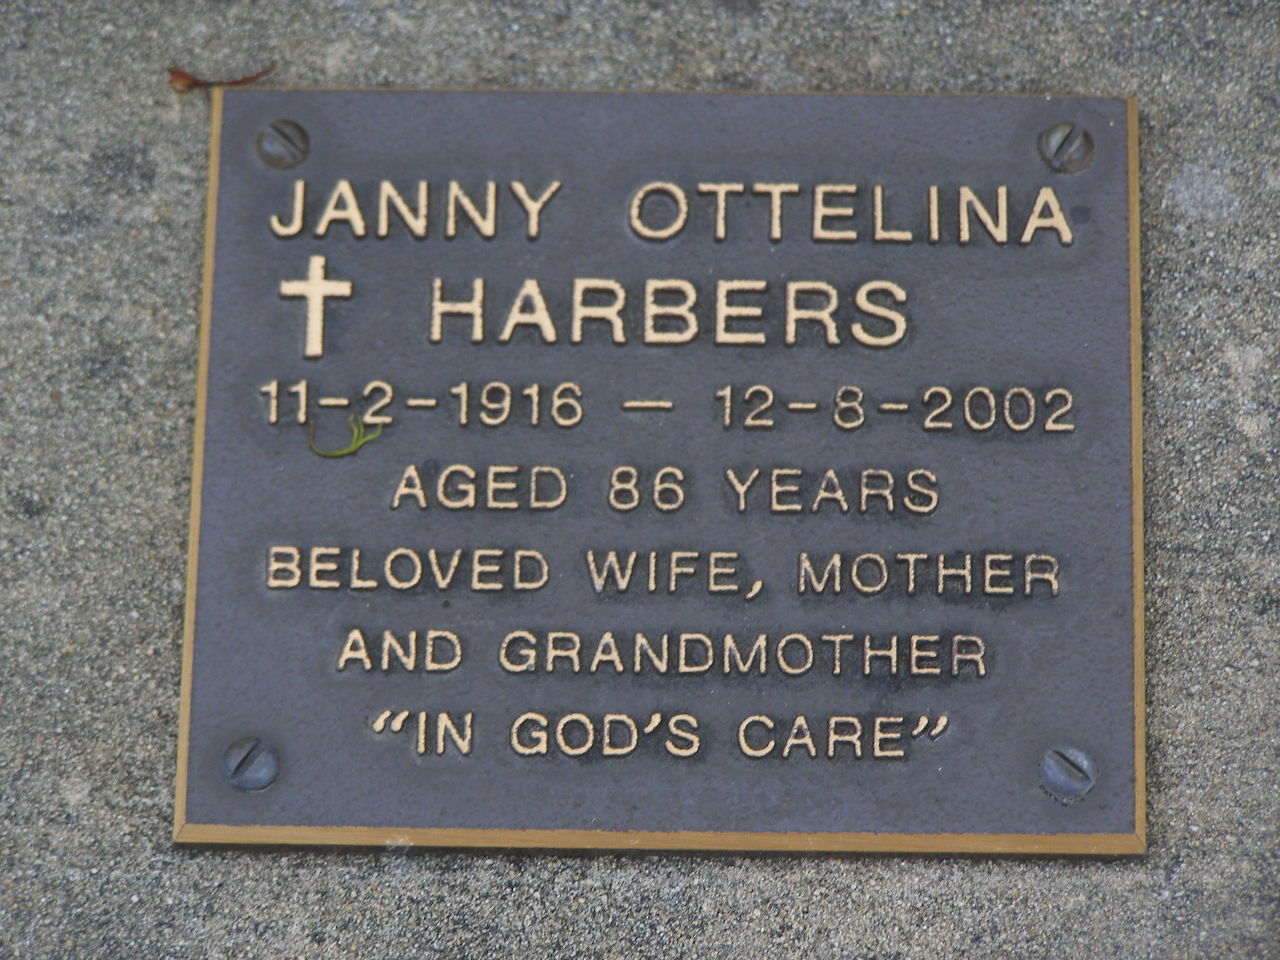 JANNY OTTELINA
HARBERS
11-2-1916 — 12-8-2002
AGED 86 YEARS
BELOVED WIFE, MOTHER
AND GRANDMOTHER
“IN GOD’S CARE”